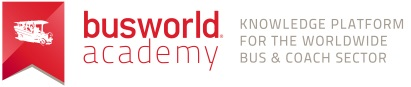 busworld®
academy
KNOWLEDGE PLATFORM
FOR THE WORLDWIDE
BUS & COACH SECTOR